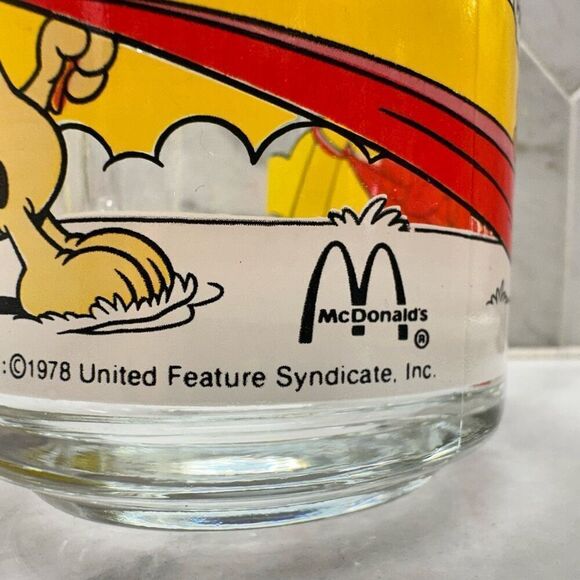 McDonald's
®
:©1978 United Feature Syndicate, Inc.